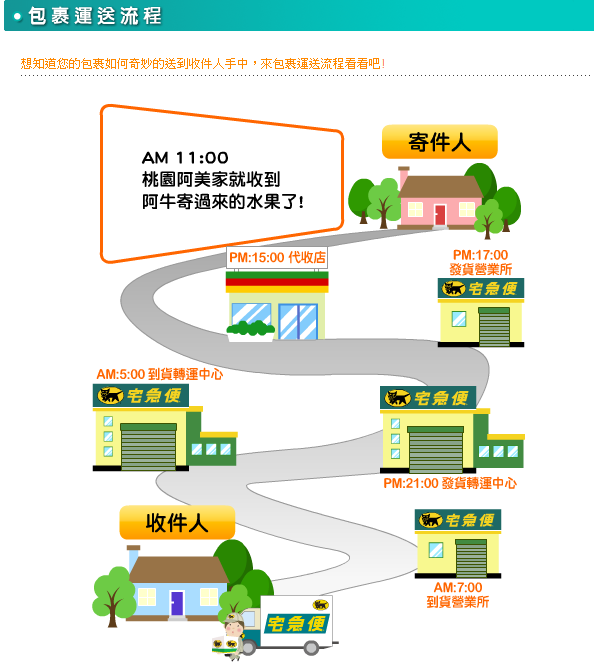 包裹運送流程
想知道您的包裹如何奇妙的送到收件人手中，來包裹運送流程看看吧!
AM 11:00
桃園阿美家就收到
阿牛寄過來的水果了!
寄件人
PM:15:00 代收店
PM:17:00
發貨營業所
宅急便
AM:5:00 到貨轉運中心
宅急便
宅急便
PM:21:00 發貨轉運中心
收件人
宅急便
AM:7:00
到貨營業所
宅急便